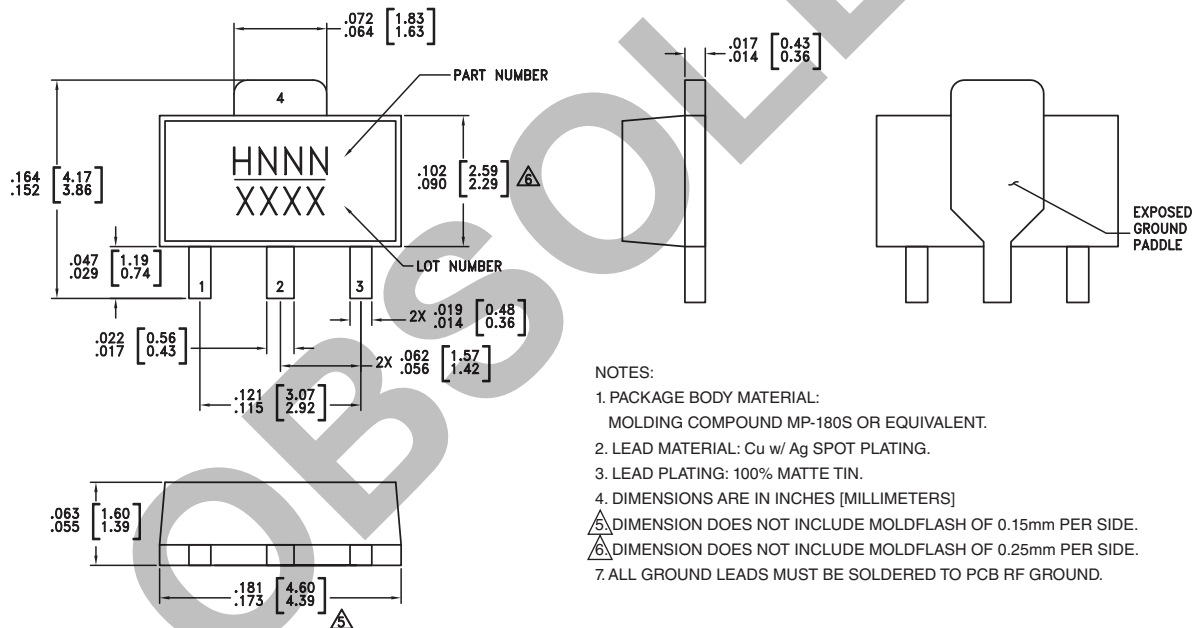 .072 [1.83]
.064 [1.63]
.017 [0.43]
.014 [0.36]
PART NUMBER
4
HNNN
XXXX
.164 [4.17]
.152 [3.86]
.102 [2.59]
.090 [2.29] 6
EXPOSED
GROUND
PADDLE
.047 [1.19]
.029 [0.74]
LOT NUMBER
1 2 3
2X .019 [0.48]
.014 [0.36]
.022 [0.56]
.017 [0.43]
2X .062 [1.57]
.056 [1.42]
.121 [3.07]
.115 [2.92]
.063 [1.60]
.055 [1.39]
.181 [4.60]
.173 [4.39]
5
NOTES:
1. PACKAGE BODY MATERIAL:
MOLDING COMPOUND MP-180S OR EQUIVALENT.
2. LEAD MATERIAL: Cu w/ Ag SPOT PLATING.
3. LEAD PLATING: 100% MATTE TIN.
4. DIMENSIONS ARE IN INCHES [MILLIMETERS]
5. DIMENSION DOES NOT INCLUDE MOLDFLASH OF 0.15mm PER SIDE.
6. DIMENSION DOES NOT INCLUDE MOLDFLASH OF 0.25mm PER SIDE.
7. ALL GROUND LEADS MUST BE SOLDERED TO PCB RF GROUND.
OBSOLE